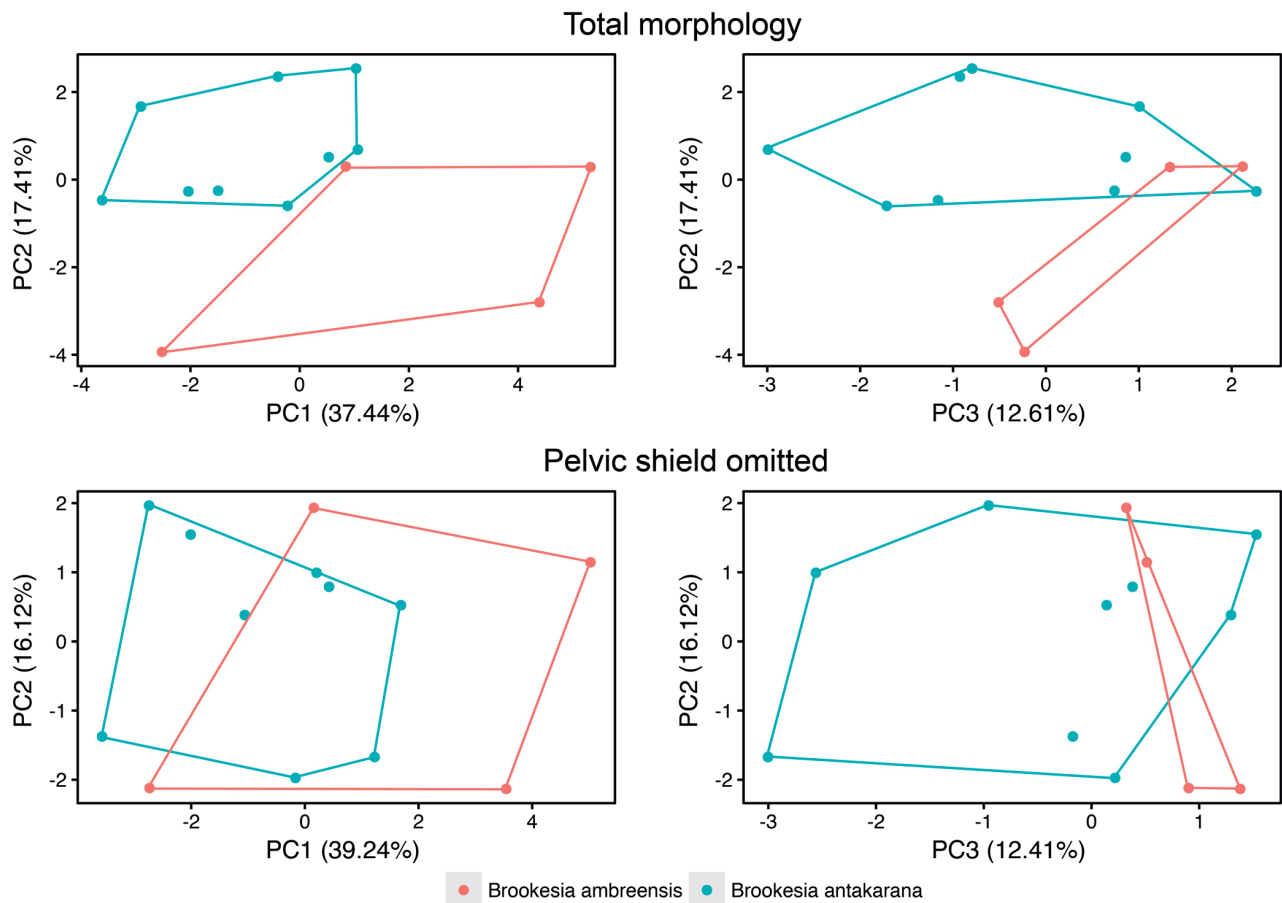 Total morphology
2
0
-2
-4
PC2 (17.41%)
-4 -2 0 2 4
PC1 (37.44%)
2
0
-2
-4
PC2 (17.41%)
-3 -2 -1 0 1 2
PC3 (12.61%)
Pelvic shield omitted
2
1
0
-1
-2
PC2 (16.12%)
-2 0 2 4
PC1 (39.24%)
2
1
0
-1
-2
PC2 (16.12%)
-3 -2 -1 0 1
PC3 (12.41%)
Brookesia ambreensis Brookesia antakarana